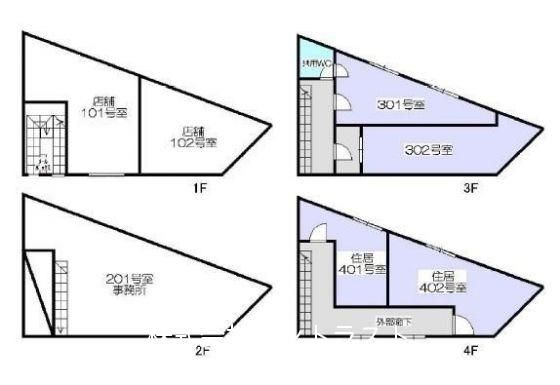 店舗
101号室
店舗
102号室
1F
共用WC
301号室
302号室
3F
201号室
事務所
2F
住居
401号室
住居
402号室
外部廊下
4F